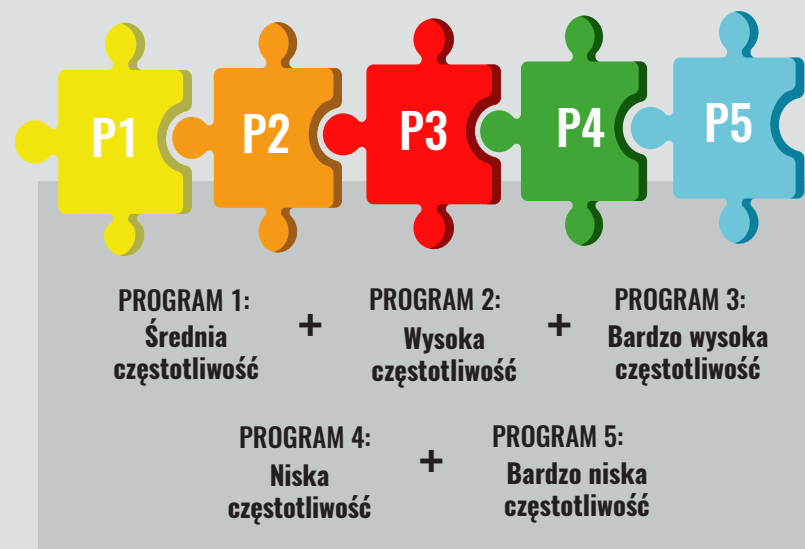 P1 P2 P3 P4 P5
PROGRAM 1:
Średnia
częstotliwość
+
PROGRAM 2:
Wysoka
częstotliwość
+
PROGRAM 3:
Bardzo wysoka
częstotliwość
PROGRAM 4:
Niska
częstotliwość
+
PROGRAM 5:
Bardzo niska
częstotliwość